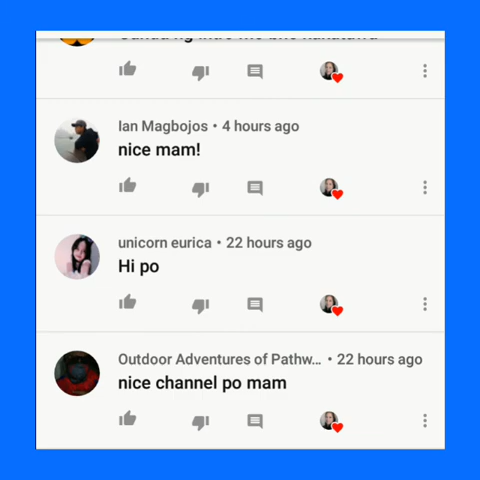 Ian Magbojos • 4 hours ago
nice mam!
unicorn eurica • 22 hours ago
Hi po
Outdoor Adventures of Pathw... • 22 hours ago
nice channel po mam